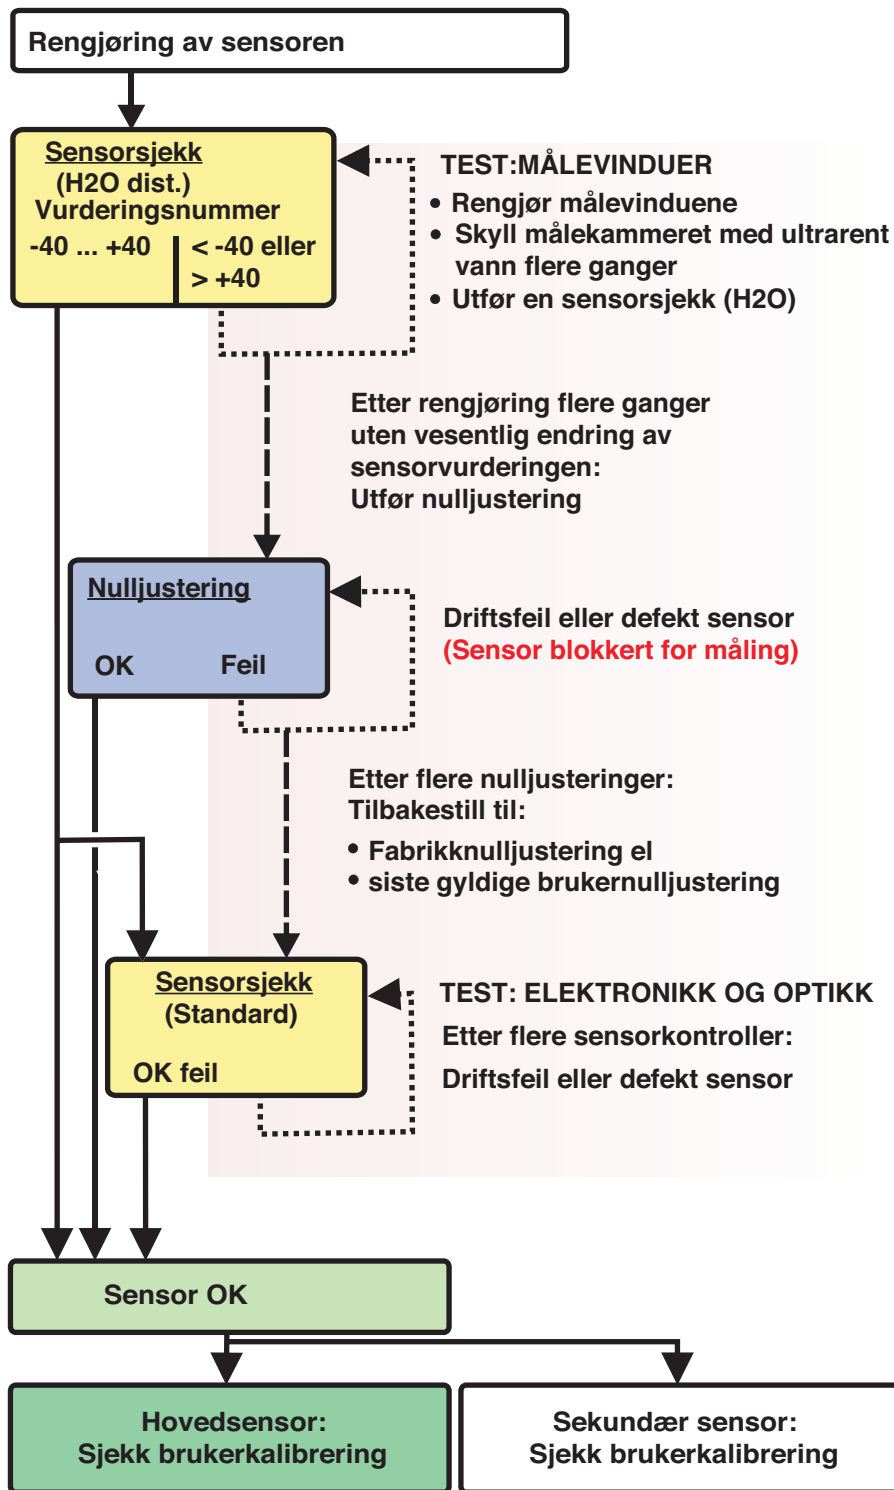 Rengjøring av sensoren
Sensorsjekk
(H2O dist.)
Vurderingsnummer
-40 ... +40
< -40 eller
> +40
TEST:MÅLEVINDUER
• Rengjør målevinduene
• Skyll målekammeret med ultrarent
vann flere ganger
• Utfør en sensorsjekk (H2O)
Etter rengjøring flere ganger
uten vesentlig endring av
sensorvurderingen:
Utfør nulljustering
Nulljustering
OK Feil
Driftsfeil eller defekt sensor
(Sensor blokkert for måling)
Etter flere nulljusteringer:
Tilbakestill til:
• Fabrikknulljustering el
• siste gyldige brukernulljustering
Sensorsjekk
(Standard)
OK feil
TEST: ELEKTRONIKK OG OPTIKK
Etter flere sensorkontroller:
Driftsfeil eller defekt sensor
Sensor OK
Hovedsensor:
Sjekk brukerkalibrering
Sekundær sensor:
Sjekk brukerkalibrering